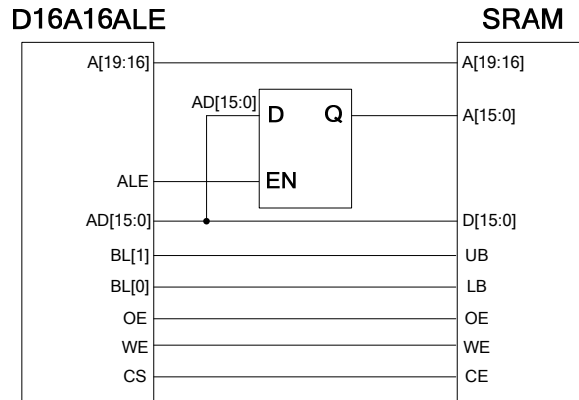 D16A16ALE SRAM
A[19:16] A[19:16]
AD[15:0] D Q A[15:0]
ALE EN
AD[15:0] D[15:0]
BL[1] UB
BL[0] LB
OE OE
WE WE
CS CE